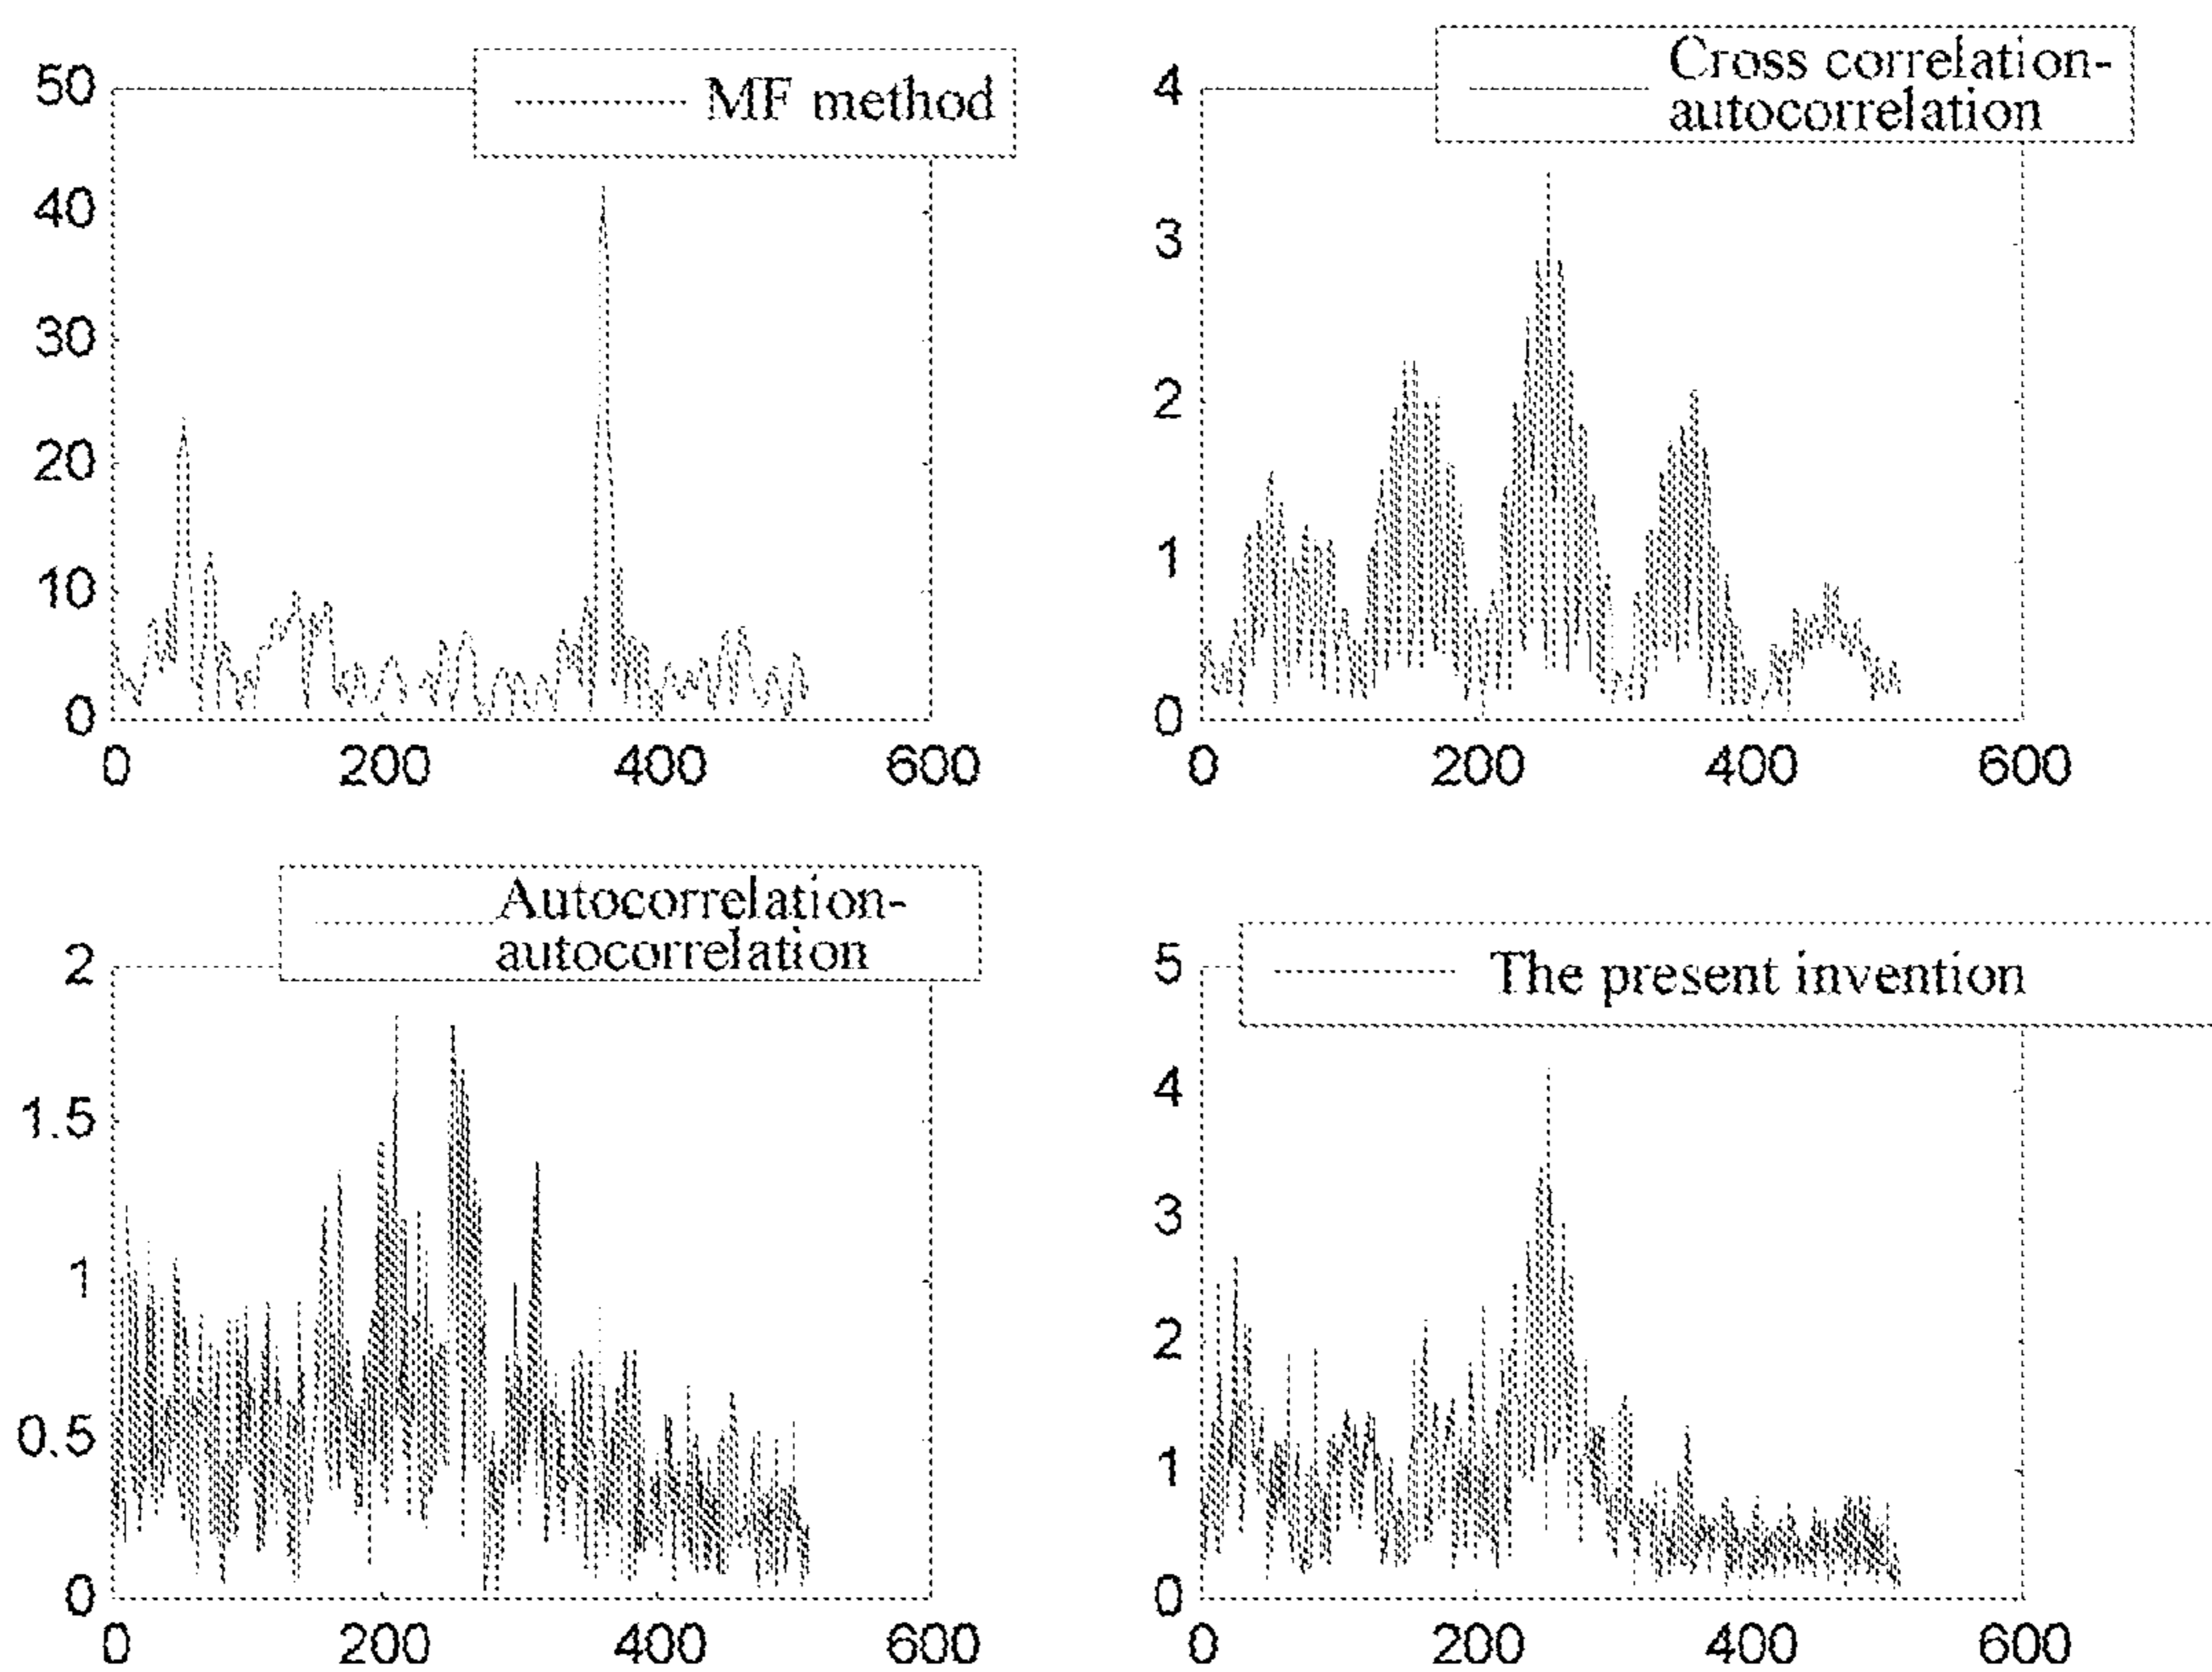 MF method
50
40
30
20
10
0
0 200 400 600
Cross correlation-
autocorrelation
4
3
2
1
0
0 200 400 600
Autocorrelation-
autocorrelation
2
1.5
1
0.5
0
0 200 400 600
The present invention
5
4
3
2
1
0
0 200 400 600